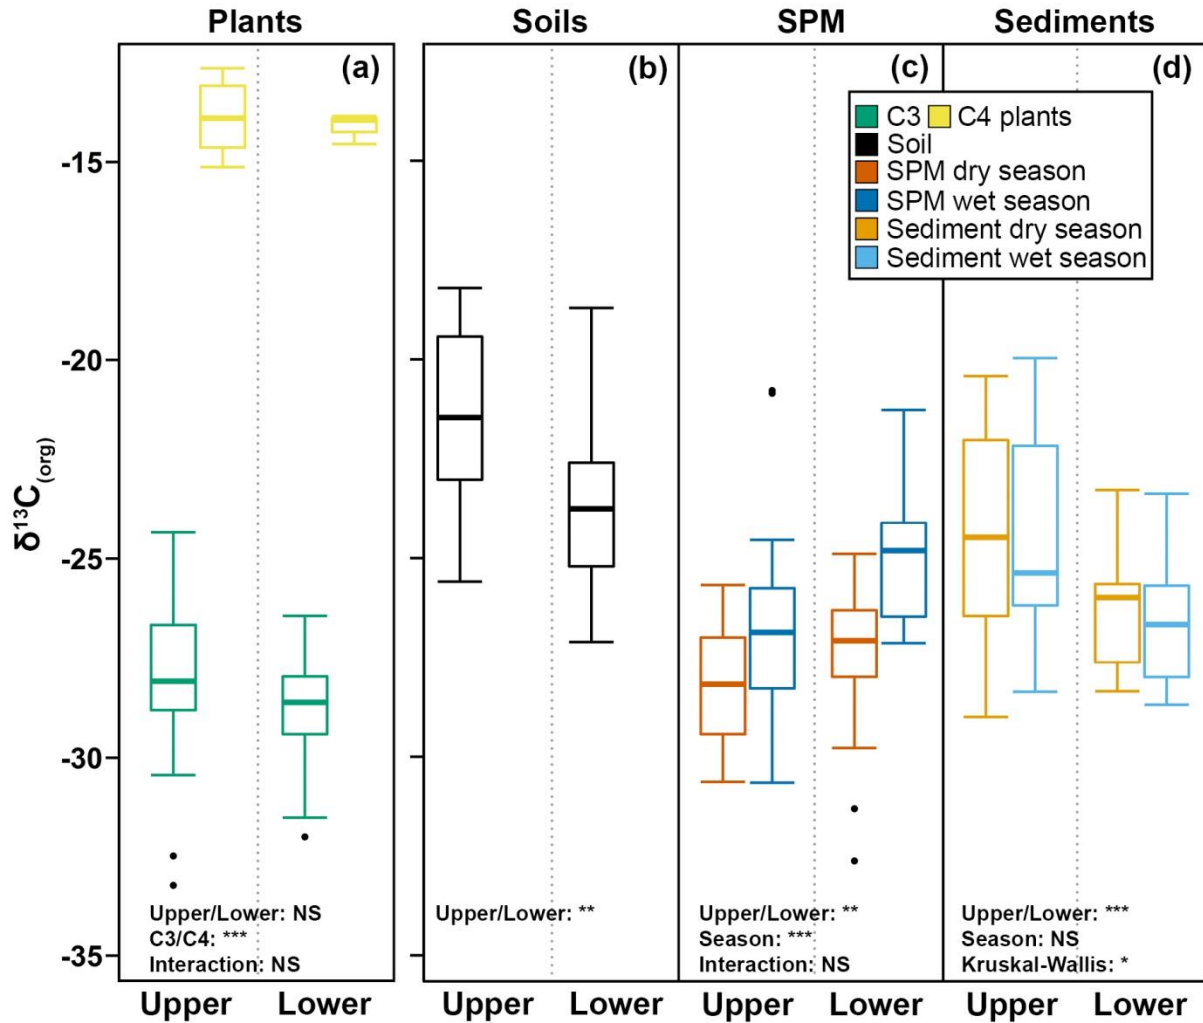 Plants
Soils
SPM
Sediments
(a)
(b)
(c)
(d)
C3 C4 plants
Soil
SPM dry season
SPM wet season
Sediment dry season
Sediment wet season
δ¹³C(org)
-15
-20
-25
-30
-35
Upper/Lower: NS
C3/C4: ***
Interaction: NS
Upper/Lower: **
Upper/Lower: **
Season: ***
Interaction: NS
Upper/Lower: ***
Season: NS
Kruskal-Wallis: *
Upper Lower
Upper Lower
Upper Lower
Upper Lower